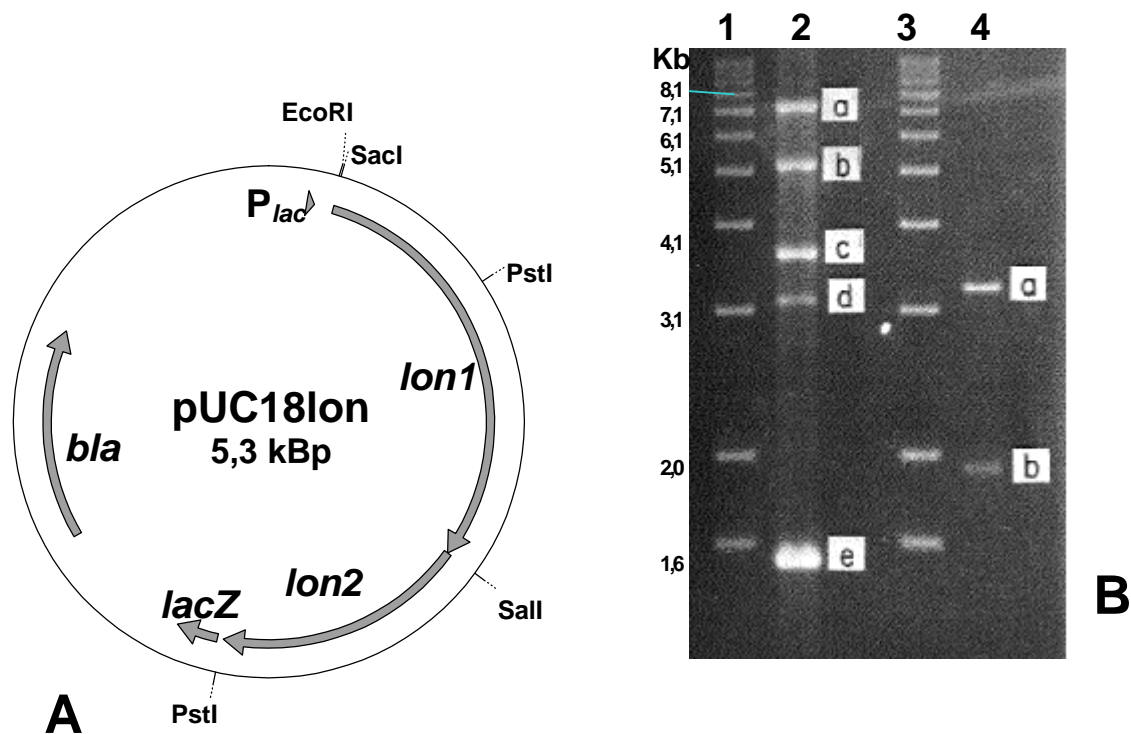 EcoRI
SacI
Plac
PstI
lon1
pUC18lon
5,3 kBp
bla
lon2
lacZ
SalI
PstI
A
1 2 3 4
Kb
8,1
7,1
6,1
5,1
4,1
3,1
2,0
1,6
a
b
c
d
e
a
b
B